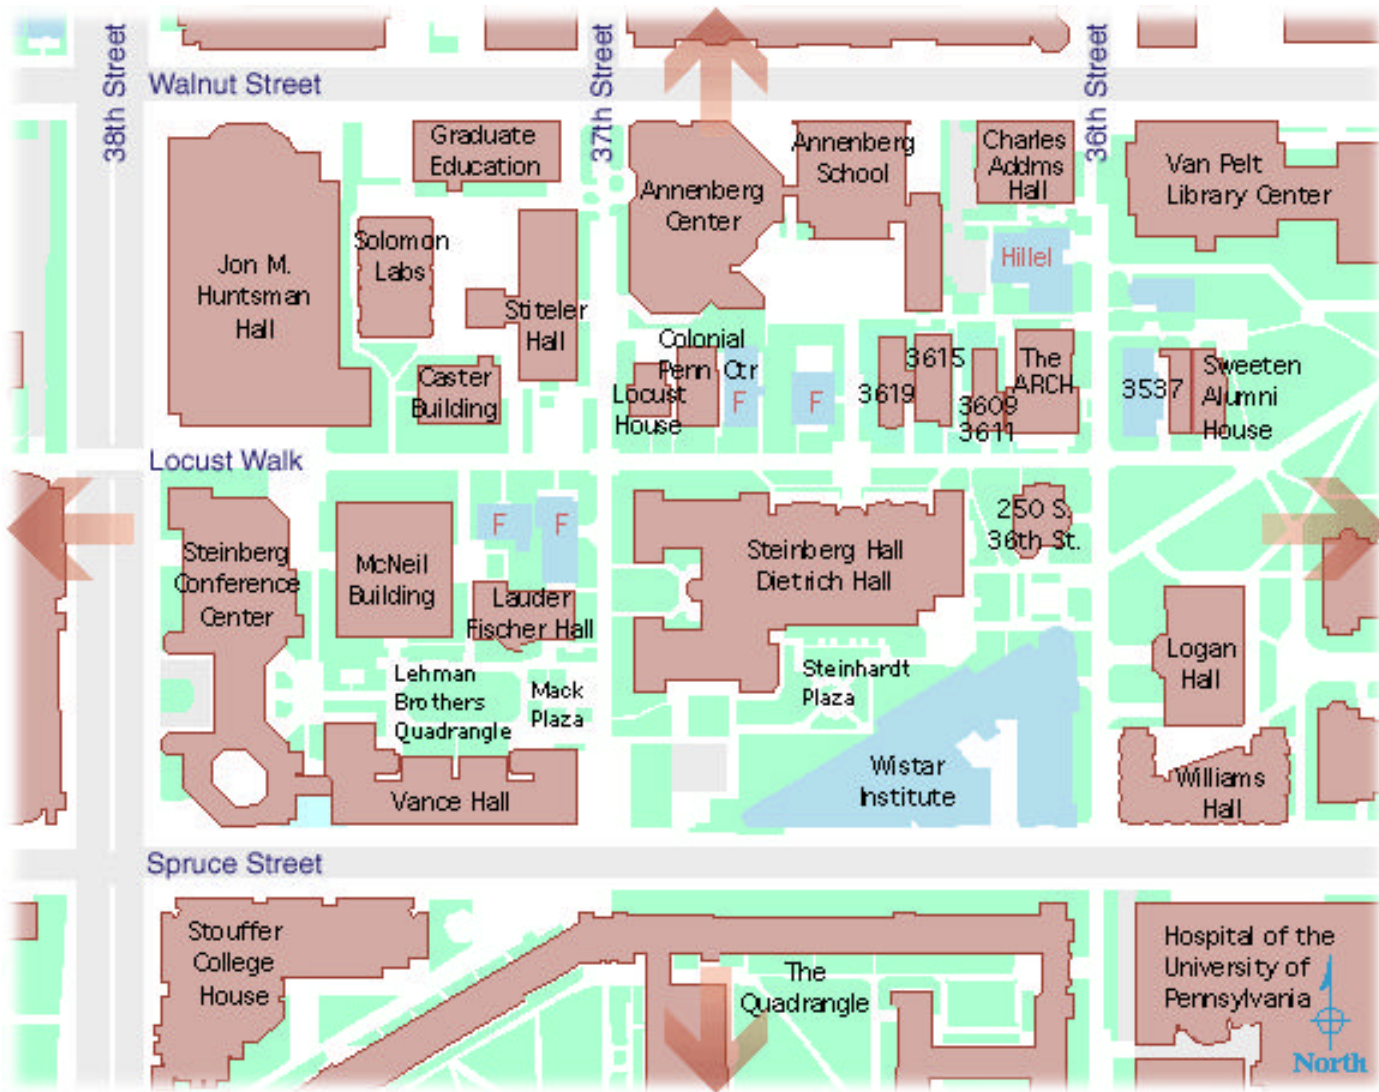 38th Street
37th Street
36th Street
Walnut Street
Graduate
Education
Annenberg
School
Charles
Addms
Hall
Van Pelt
Library Center
Annenberg
Center
Solomon
Labs
Jon M.
Huntsman
Hall
Hillel
Stiteler
Hall
Colonial
Penn Ctr
Locust
House
F
F
3619
3615
3609
3611
The
ARCH
3537
Sweeten
Alumni
House
Caster
Building
Locust Walk
Steinberg
Conference
Center
McNeil
Building
F
F
Lauder
Fischer Hall
Steinberg Hall
Dietrich Hall
250 S.
36th St.
Lehman
Brothers
Quadrangle
Mack
Plaza
Steinhardt
Plaza
Logan
Hall
Vance Hall
Wistar
Institute
Williams
Hall
Spruce Street
Stouffer
College
House
The
Quadrangle
Hospital of the
University of
Pennsylvania
North